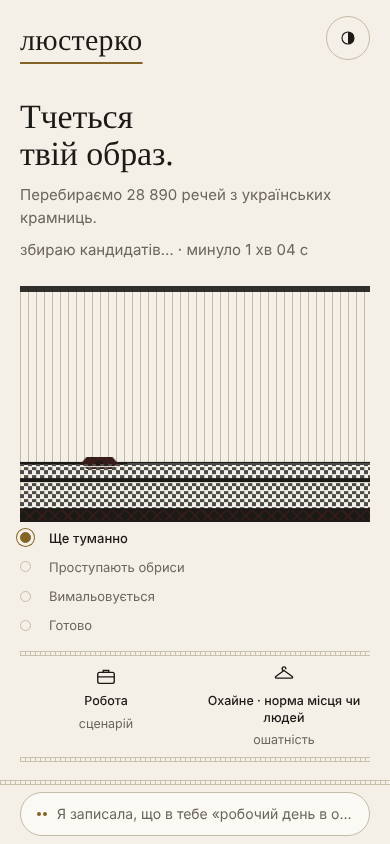 люстерко
Тчеться
твій образ.
Перебираємо 28 890 речей з українських
крамниць.
збираю кандидатів... · минуло 1 хв 04 с
Ще туманно
Проступають обриси
Вимальовується
Готово
Робота
сценарій
Охайне · норма місця чи
людей
ошатність
Я записала, що в тебе «робочий день в о...